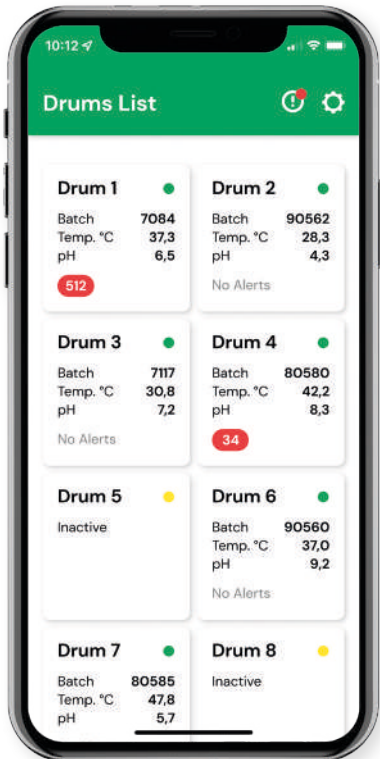 10:12
Drums List
Drum 1
Batch 7084
Temp. °C 37,3
pH 6,5
512
Drum 2
Batch 90562
Temp. °C 28,3
pH 4,3
No Alerts
Drum 3
Batch 7117
Temp. °C 30,8
pH 7,2
No Alerts
Drum 4
Batch 80580
Temp. °C 42,2
pH 8,3
34
Drum 5
Inactive
Drum 6
Batch 90560
Temp. °C 37,0
pH 9,2
No Alerts
Drum 7
Batch 80585
Temp. °C 47,8
pH 5,7
Drum 8
Inactive